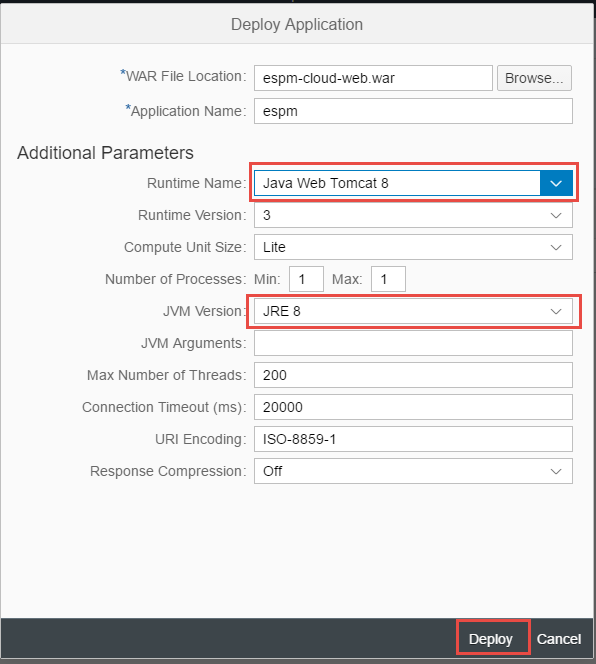 Deploy Application
*WAR File Location: espm-cloud-web.war Browse...
*Application Name: espm
Additional Parameters
Runtime Name: Java Web Tomcat 8
Runtime Version: 3
Compute Unit Size: Lite
Number of Processes: Min: 1 Max: 1
JVM Version: JRE 8
JVM Arguments:
Max Number of Threads: 200
Connection Timeout (ms): 20000
URI Encoding: ISO-8859-1
Response Compression: Off
Deploy Cancel